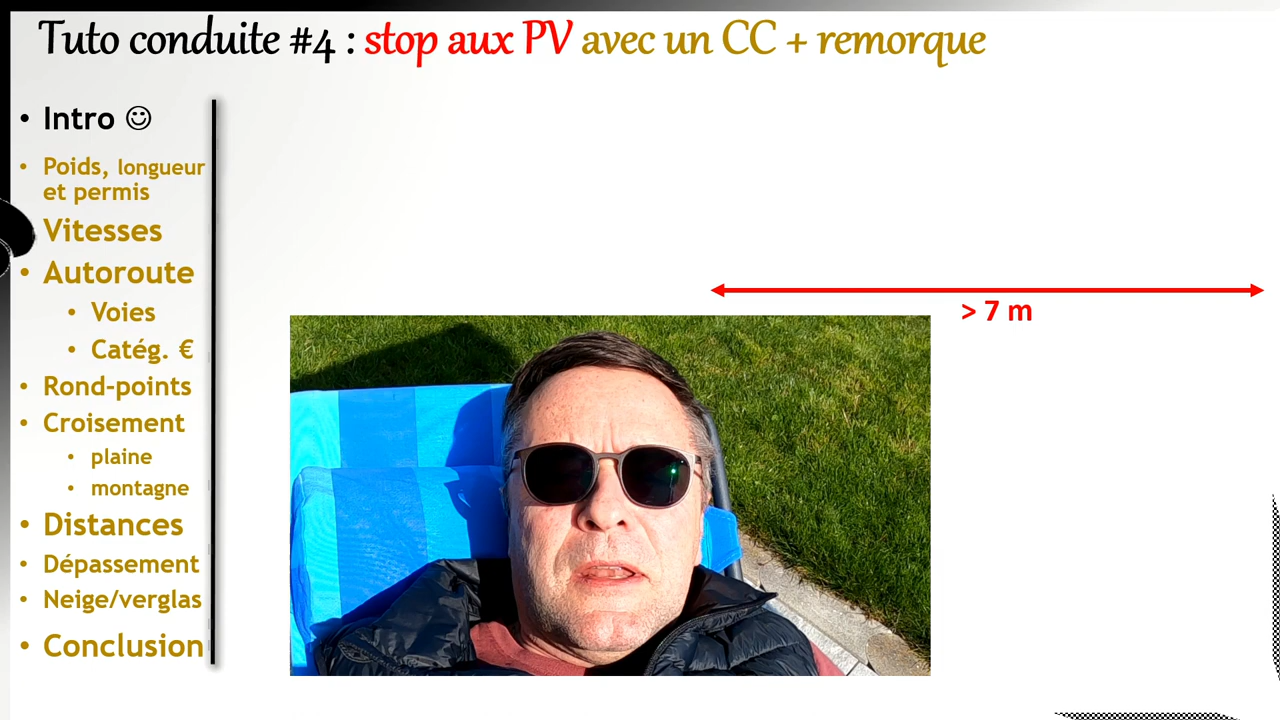 Tuto conduite #4 : stop aux PV avec un CC + remorque
• Intro ☺
• Poids, longueur
et permis
Vitesses
• Autoroute
• Voies
• Catég. €
• Rond-points
• Croisement
• plaine
• montagne
• Distances
• Dépassement
• Neige/verglas
• Conclusion
> 7 m